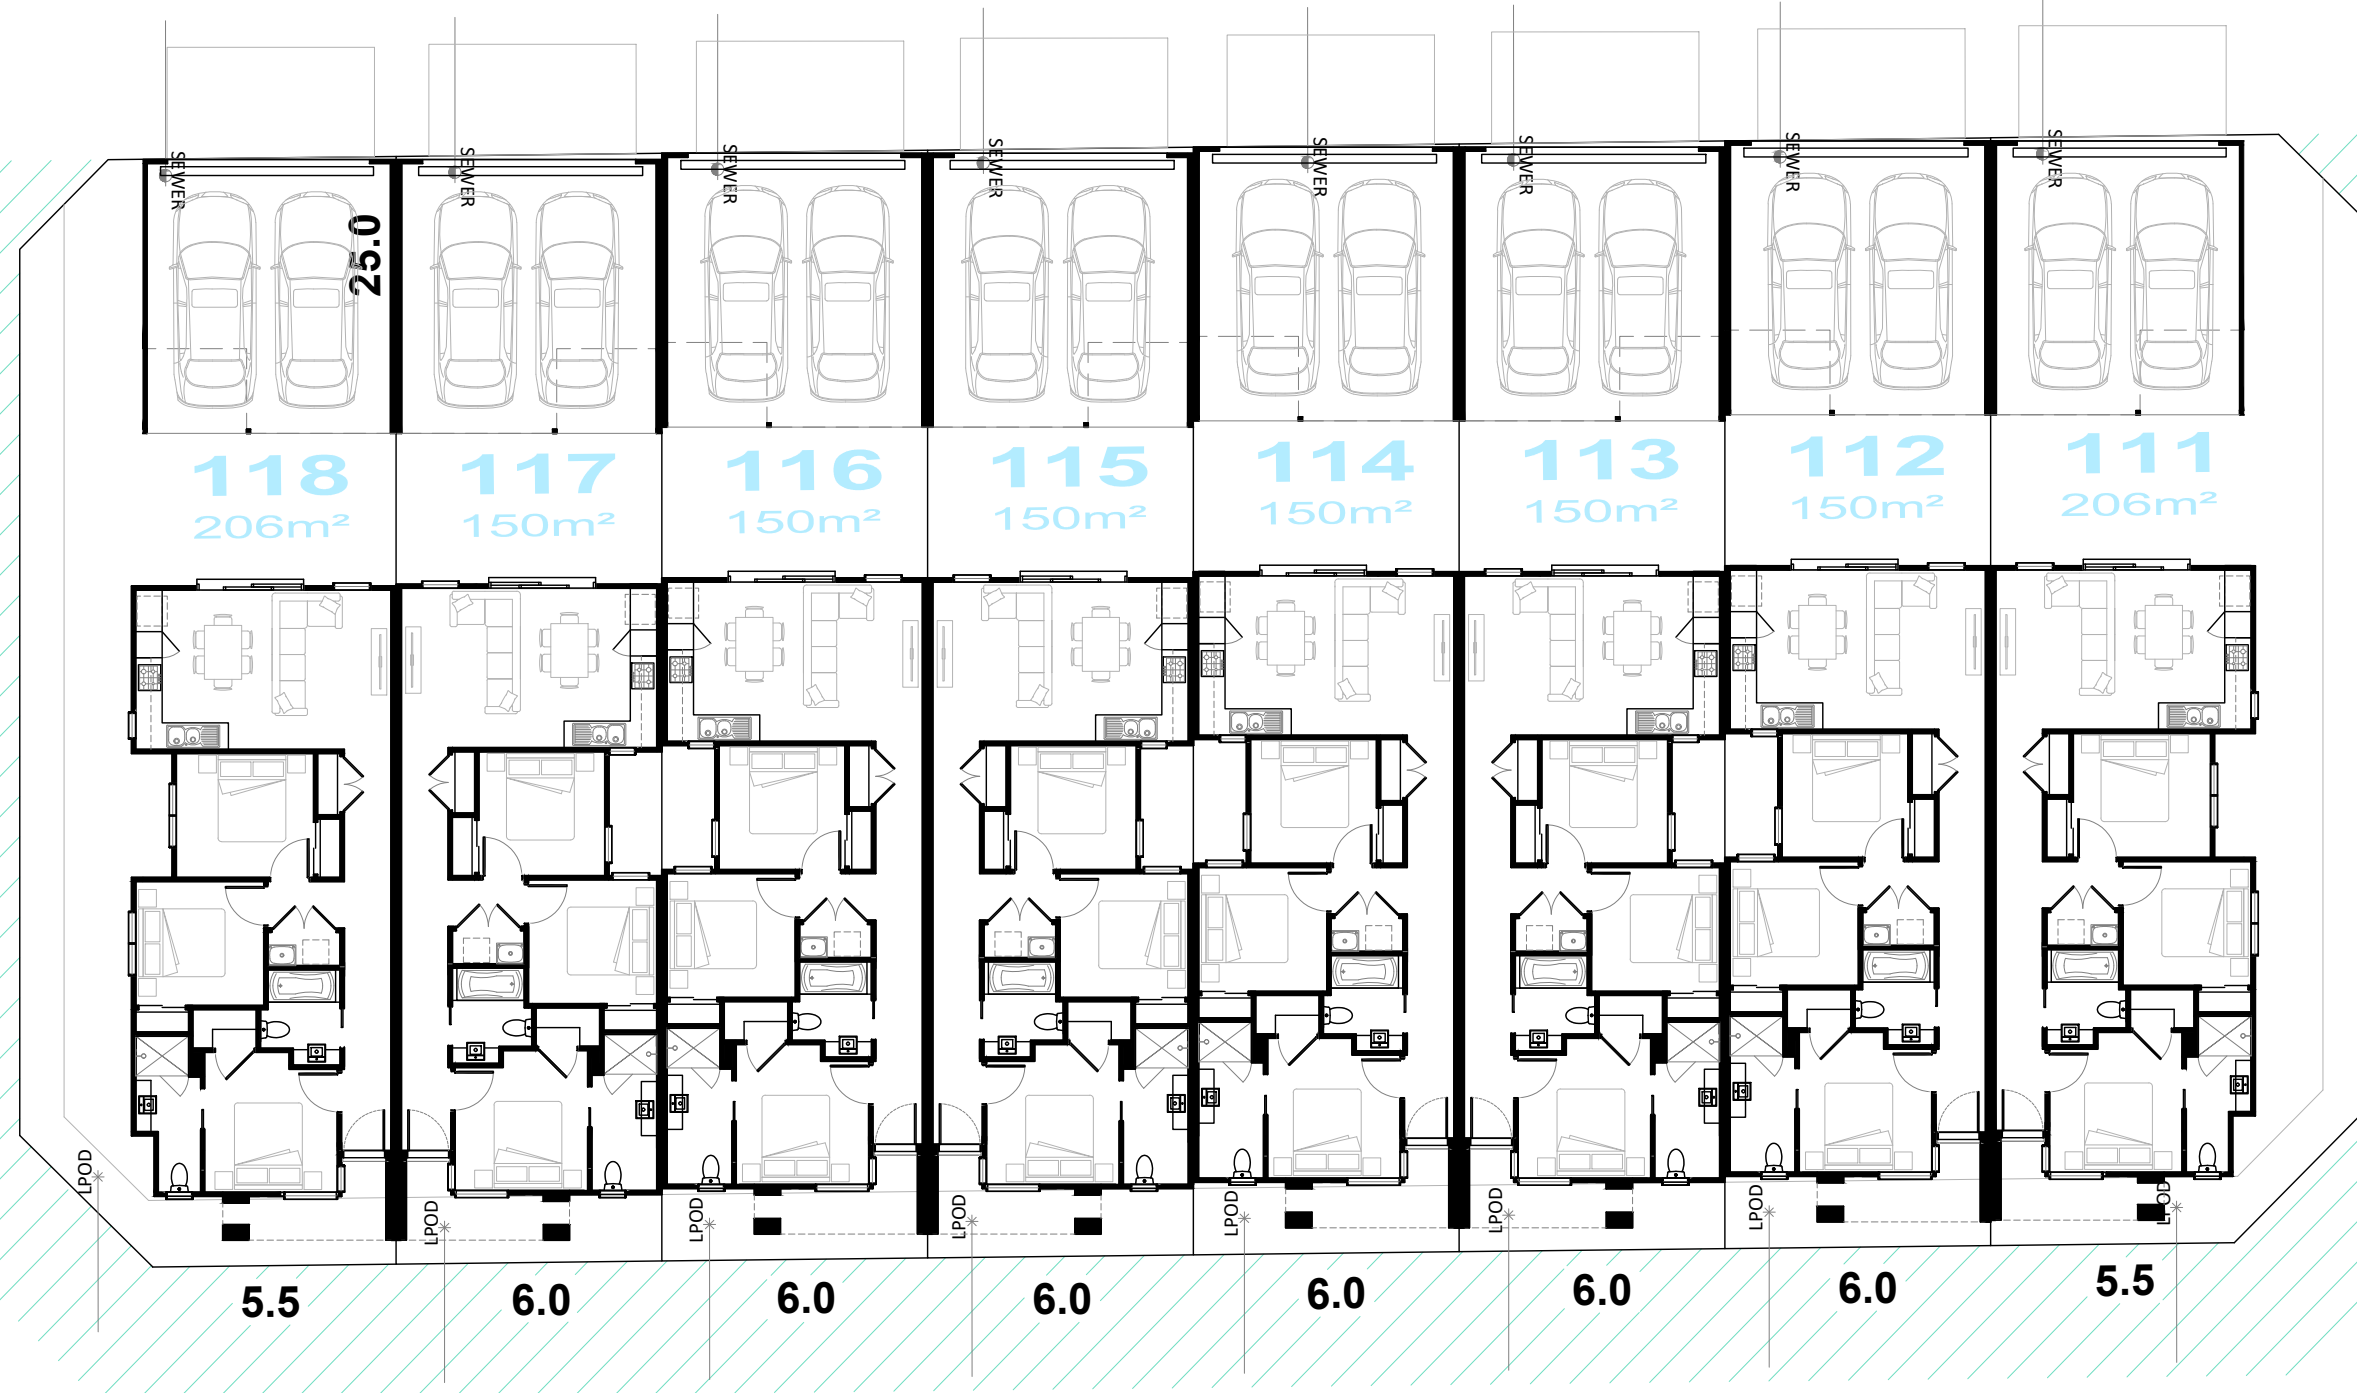 SEWER
SEWER
SEWER
SEWER
SEWER
SEWER
SEWER
SEWER
25.0
118
206m²
117
150m²
116
150m²
115
150m²
114
150m²
113
150m²
112
150m²
111
206m²
LPOD
LPOD
LPOD
LPOD
LPOD
LPOD
LPOD
LPOD
5.5
6.0
6.0
6.0
6.0
6.0
6.0
5.5